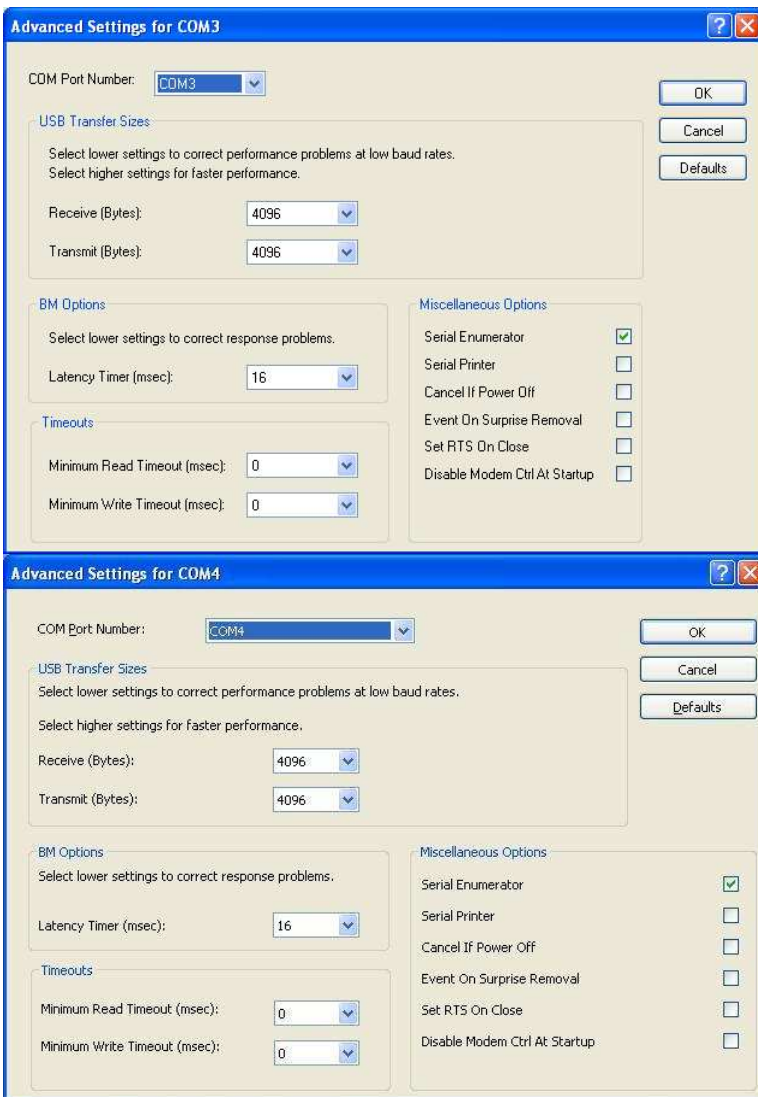 Advanced Settings for COM3
COM Port Number: COM3
OK
USB Transfer Sizes
Cancel
Select lower settings to correct performance problems at low baud rates.
Select higher settings for faster performance.
Defaults
Receive (Bytes): 4096
Transmit (Bytes): 4096
BM Options
Select lower settings to correct response problems.
Latency Timer (msec): 16
Timeouts
Minimum Read Timeout (msec): 0
Minimum Write Timeout (msec): 0
Miscellaneous Options
Serial Enumerator
Serial Printer
Cancel If Power Off
Event On Surprise Removal
Set RTS On Close
Disable Modem Ctrl At Startup
Advanced Settings for COM4
COM Port Number: COM4
OK
USB Transfer Sizes
Cancel
Select lower settings to correct performance problems at low baud rates.
Defaults
Select higher settings for faster performance.
Receive (Bytes): 4096
Transmit (Bytes): 4096
BM Options
Select lower settings to correct response problems.
Latency Timer (msec): 16
Timeouts
Minimum Read Timeout (msec): 0
Minimum Write Timeout (msec): 0
Miscellaneous Options
Serial Enumerator
Serial Printer
Cancel If Power Off
Event On Surprise Removal
Set RTS On Close
Disable Modem Ctrl At Startup